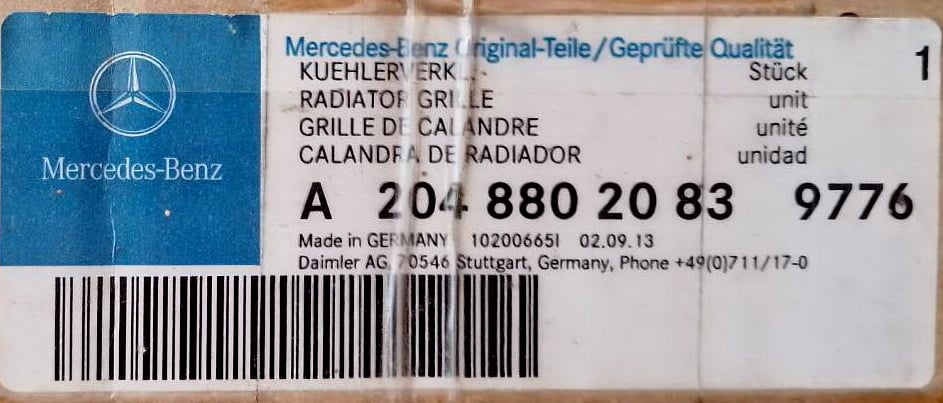 Mercedes-Benz
Mercedes-Benz Original-Teile/Geprüfte Qualität
KUEHLERVERKL. Stück 1
RADIATOR GRILLE unit
GRILLE DE CALANDRE unité
CALANDRA DE RADIADOR unidad
A 204 880 20 83 9776
Made in GERMANY 10200665I 02.09.13
Daimler AG, 70546 Stuttgart, Germany, Phone +49(0)711/17-0